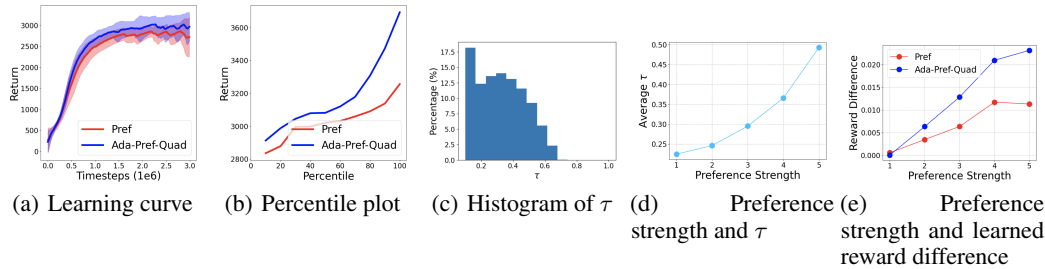 3000
2500
2000
1500
1000
500
0
Return
Pref
Ada-Pref-Quad
0.0 0.5 1.0 1.5 2.0 2.5 3.0
Timesteps (1e6)
(a) Learning curve
3600
3400
3200
3000
2800
Return
Pref
Ada-Pref-Quad
0 20 40 60 80 100
Percentile
(b) Percentile plot
17.5
15.0
12.5
10.0
7.5
5.0
2.5
0.0
Percentage (%)
0.2 0.4 0.6 0.8 1.0
τ
(c) Histogram of τ
0.50
0.45
0.40
0.35
0.30
0.25
Average τ
1 2 3 4 5
Preference Strength
(d) Preference
strength and τ
0.020
0.015
0.010
0.005
0.000
Reward Difference
Pref
Ada-Pref-Quad
1 2 3 4 5
Preference Strength
(e) Preference
strength and learned
reward difference